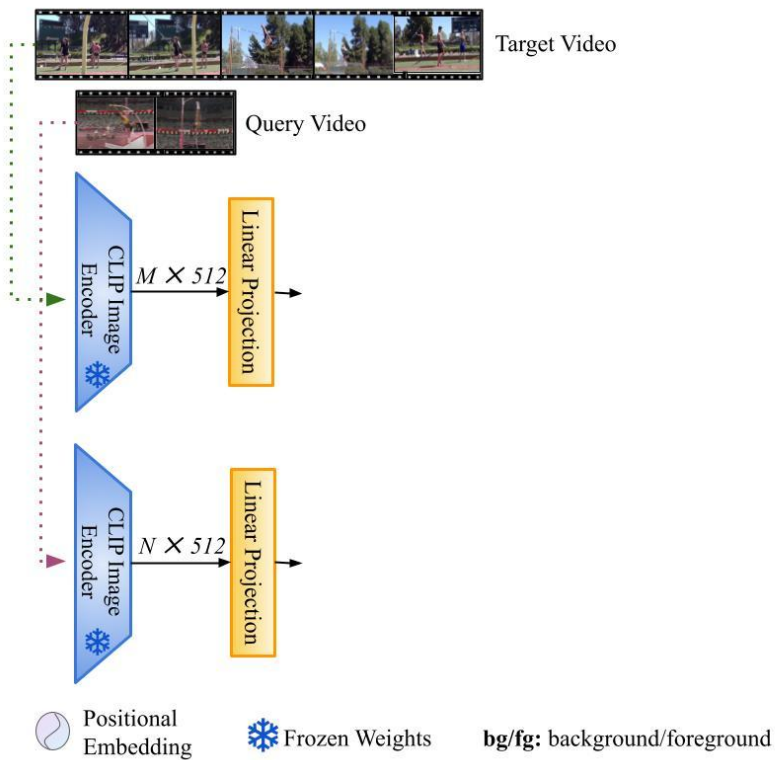 Target Video
Query Video
CLIP Image
Encoder
M × 512
Linear Projection
CLIP Image
Encoder
N × 512
Linear Projection
Positional
Embedding
Frozen Weights
bg/fg: background/foreground